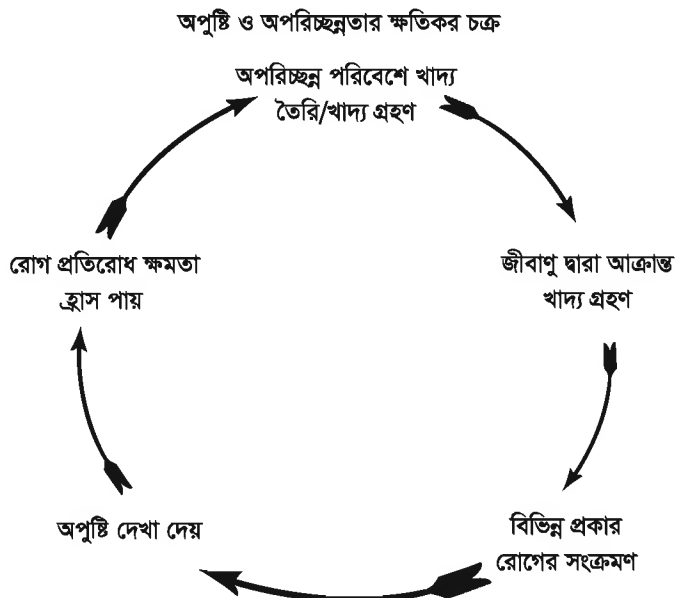 অপুষ্টি ও অপরিচ্ছন্নতার ক্ষতিকর চক্র
অপরিচ্ছন্ন পরিবেশে খাদ্য
তৈরি/খাদ্য গ্রহণ
জীবাণু দ্বারা আক্রান্ত
খাদ্য গ্রহণ
বিভিন্ন প্রকার
রোগের সংক্রমণ
অপুষ্টি দেখা দেয়
রোগ প্রতিরোধ ক্ষমতা
হ্রাস পায়